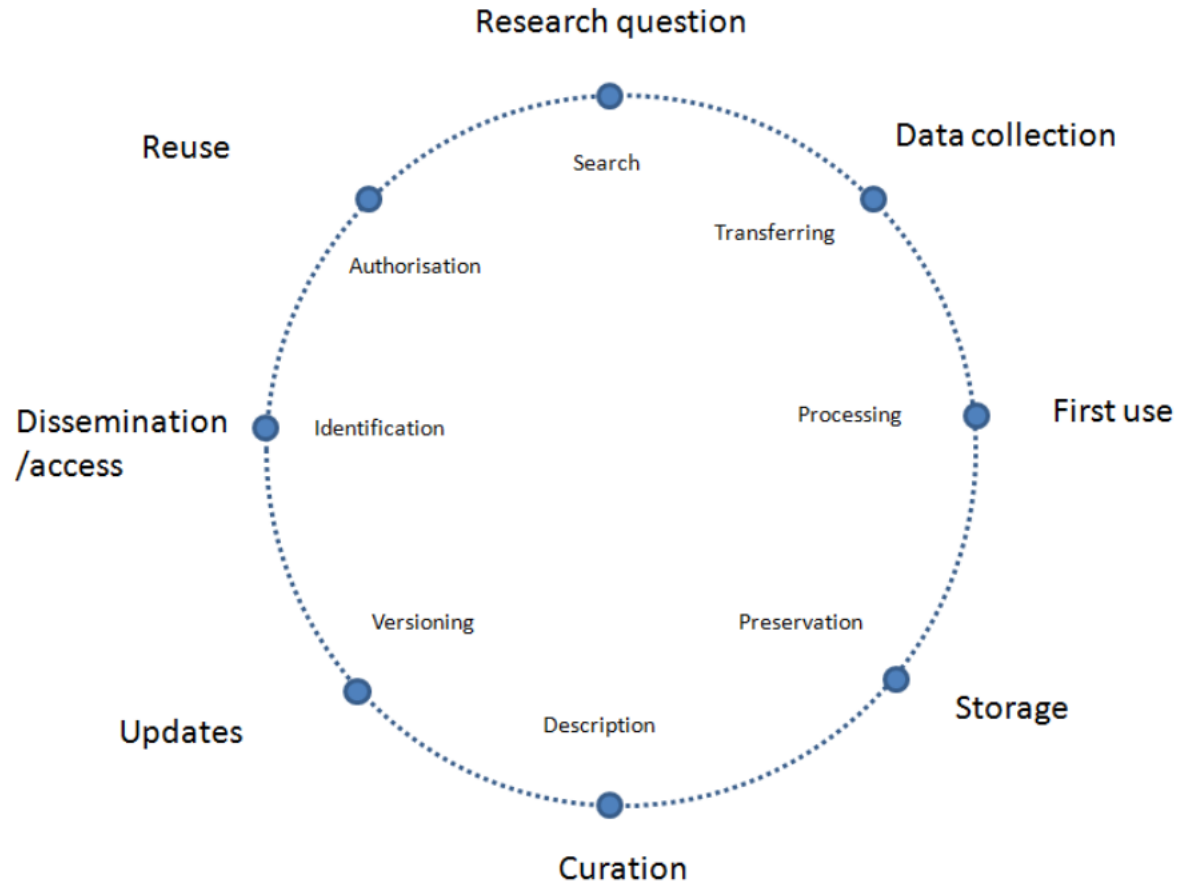 Research question
Data collection
Reuse
Search
Transferring
Authorisation
Dissemination
/access
Identification
Processing
First use
Versioning
Preservation
Updates
Description
Storage
Curation